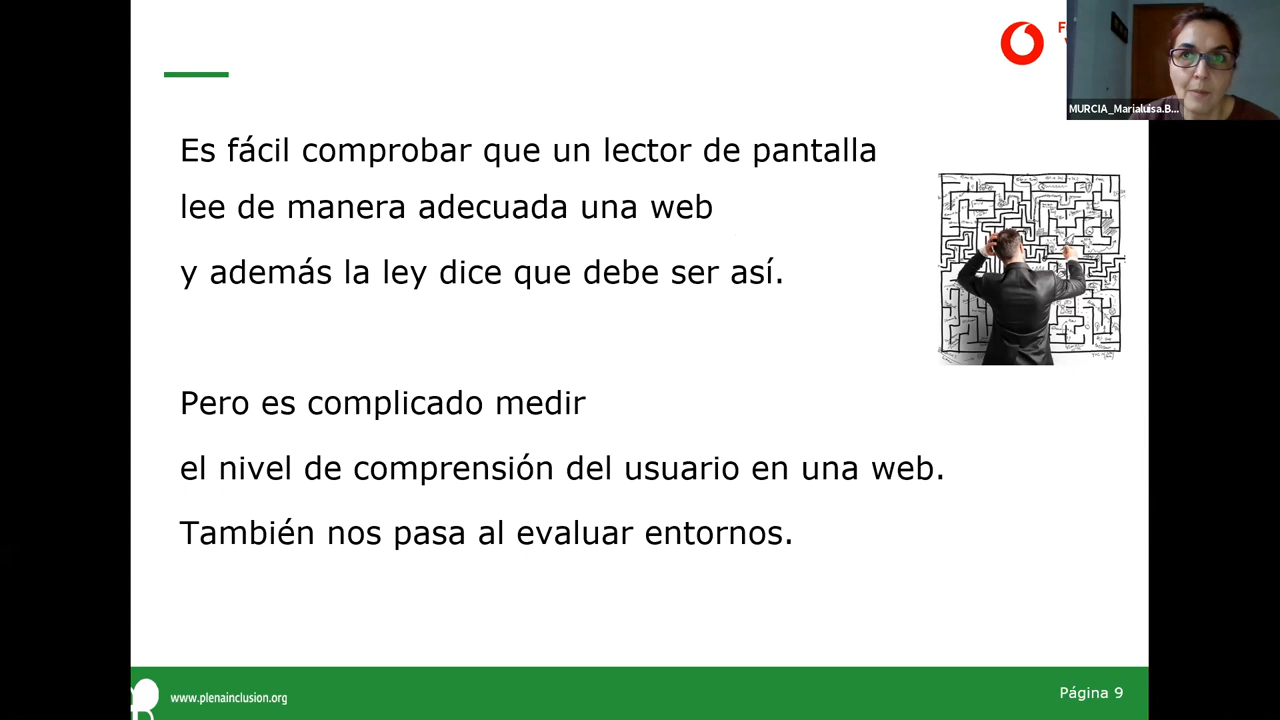 MURCIA_Marialuisa.B...
Es fácil comprobar que un lector de pantalla
lee de manera adecuada una web
y además la ley dice que debe ser así.
Pero es complicado medir
el nivel de comprensión del usuario en una web.
También nos pasa al evaluar entornos.
www.plenainclusion.org
Página 9